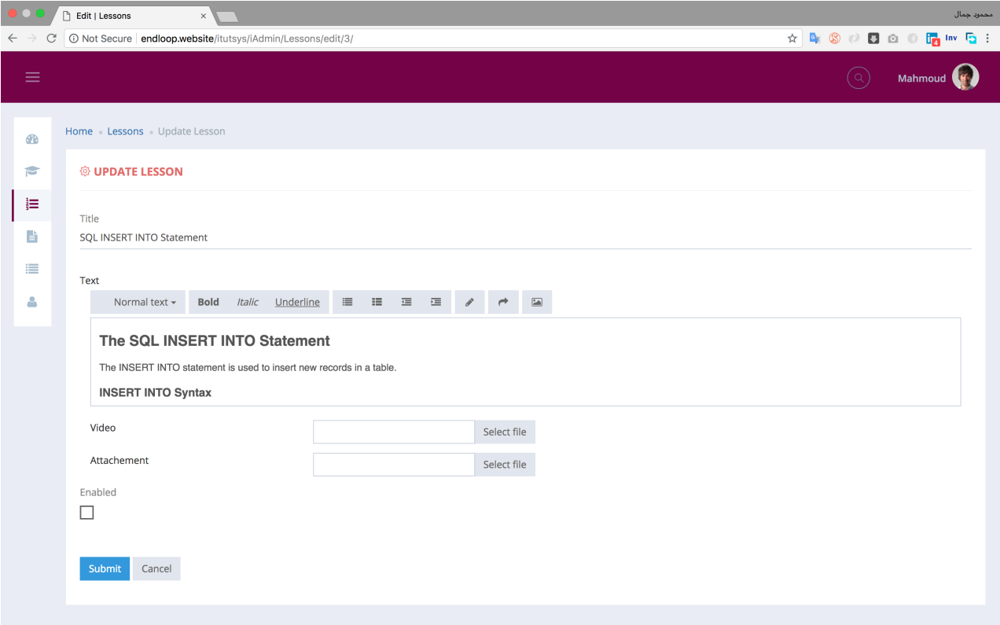 Edit | Lessons
محمود جمال
Not Secure endloop.website/itutsys/iAdmin/Lessons/edit/3/
4 Inv
Mahmoud
Home Lessons Update Lesson
UPDATE LESSON
Title
SQL INSERT INTO Statement
Text
Normal text Bold Italic Underline
The SQL INSERT INTO Statement
The INSERT INTO statement is used to insert new records in a table.
INSERT INTO Syntax
Video Select file
Attachement Select file
Enabled
Submit Cancel